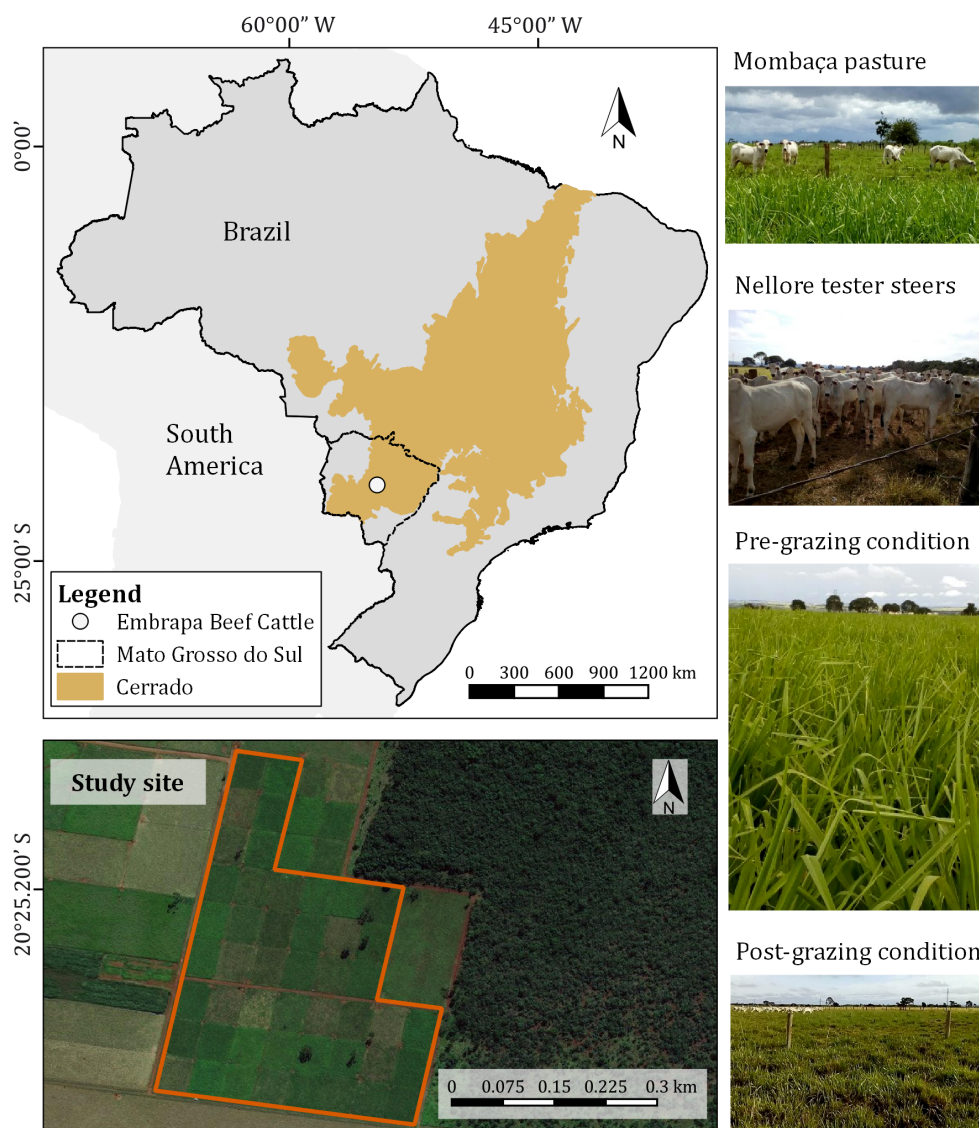 60°00” W
45°00” W
0°00'
25°00’ S
N
Brazil
South
America
Legend
Embrapa Beef Cattle
Mato Grosso do Sul
Cerrado
0 300 600 900 1200 km
Study site
N
20°25.200’ S
0 0.075 0.15 0.225 0.3 km
Mombaça pasture
Nellore tester steers
Pre-grazing condition
Post-grazing condition